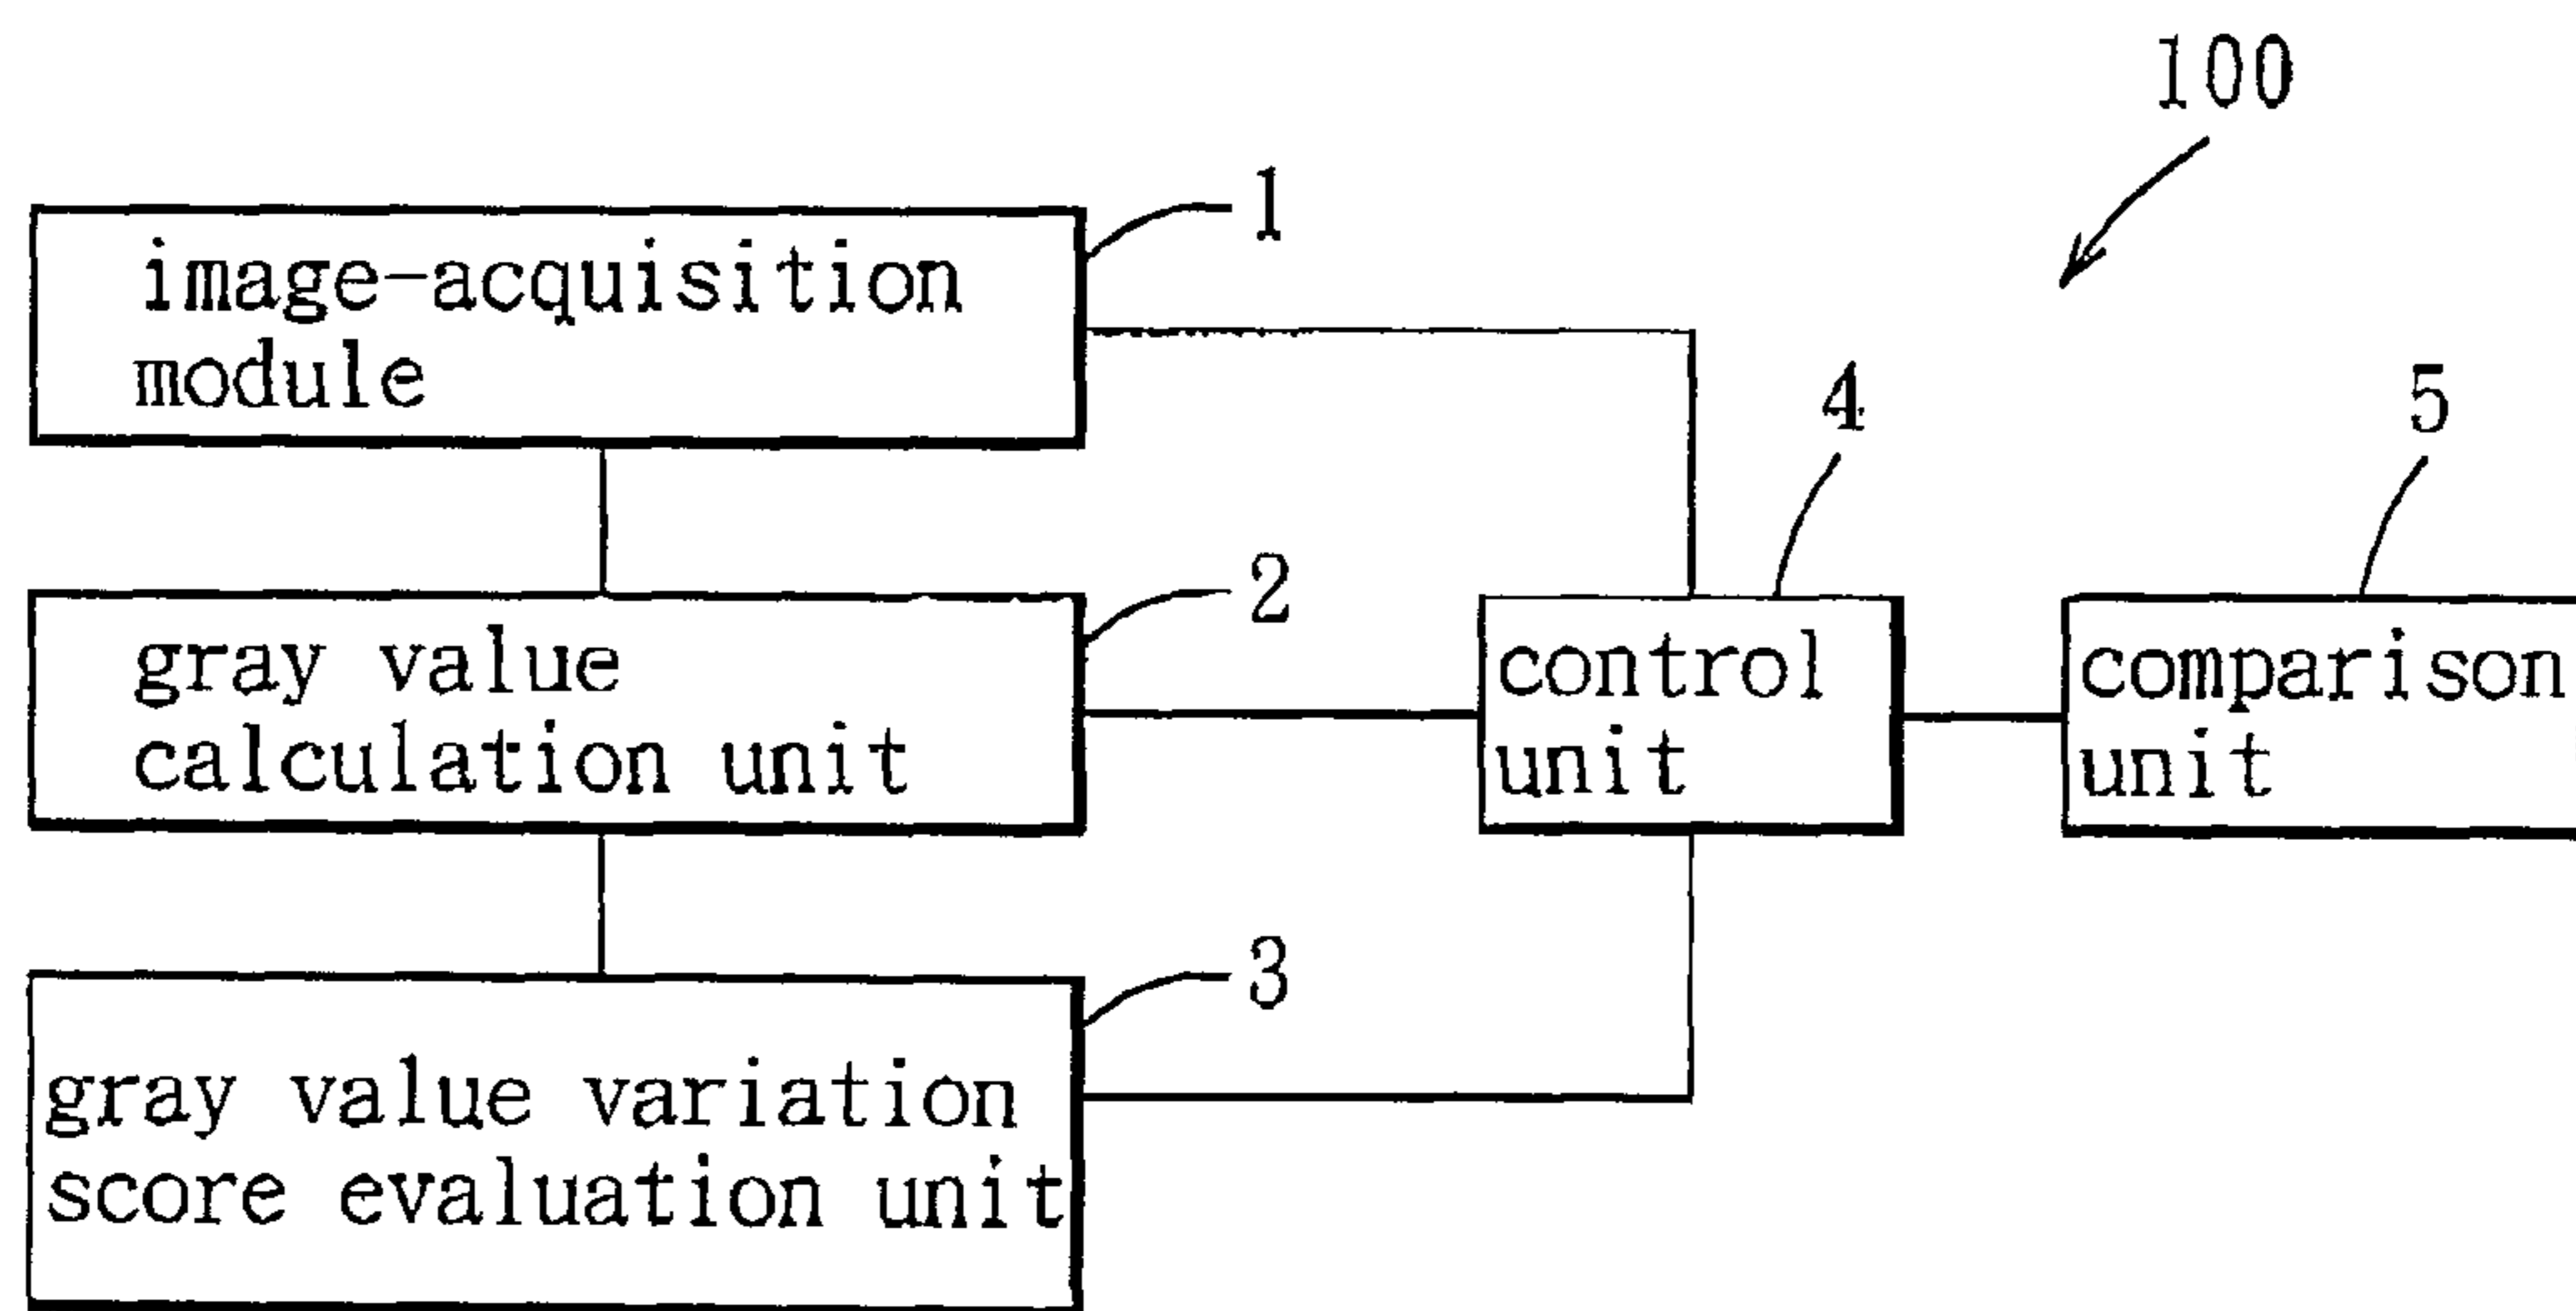 100
1
image-acquisition
module
4
5
2
gray value
calculation unit
control
unit
comparison
unit
3
gray value variation
score evaluation unit